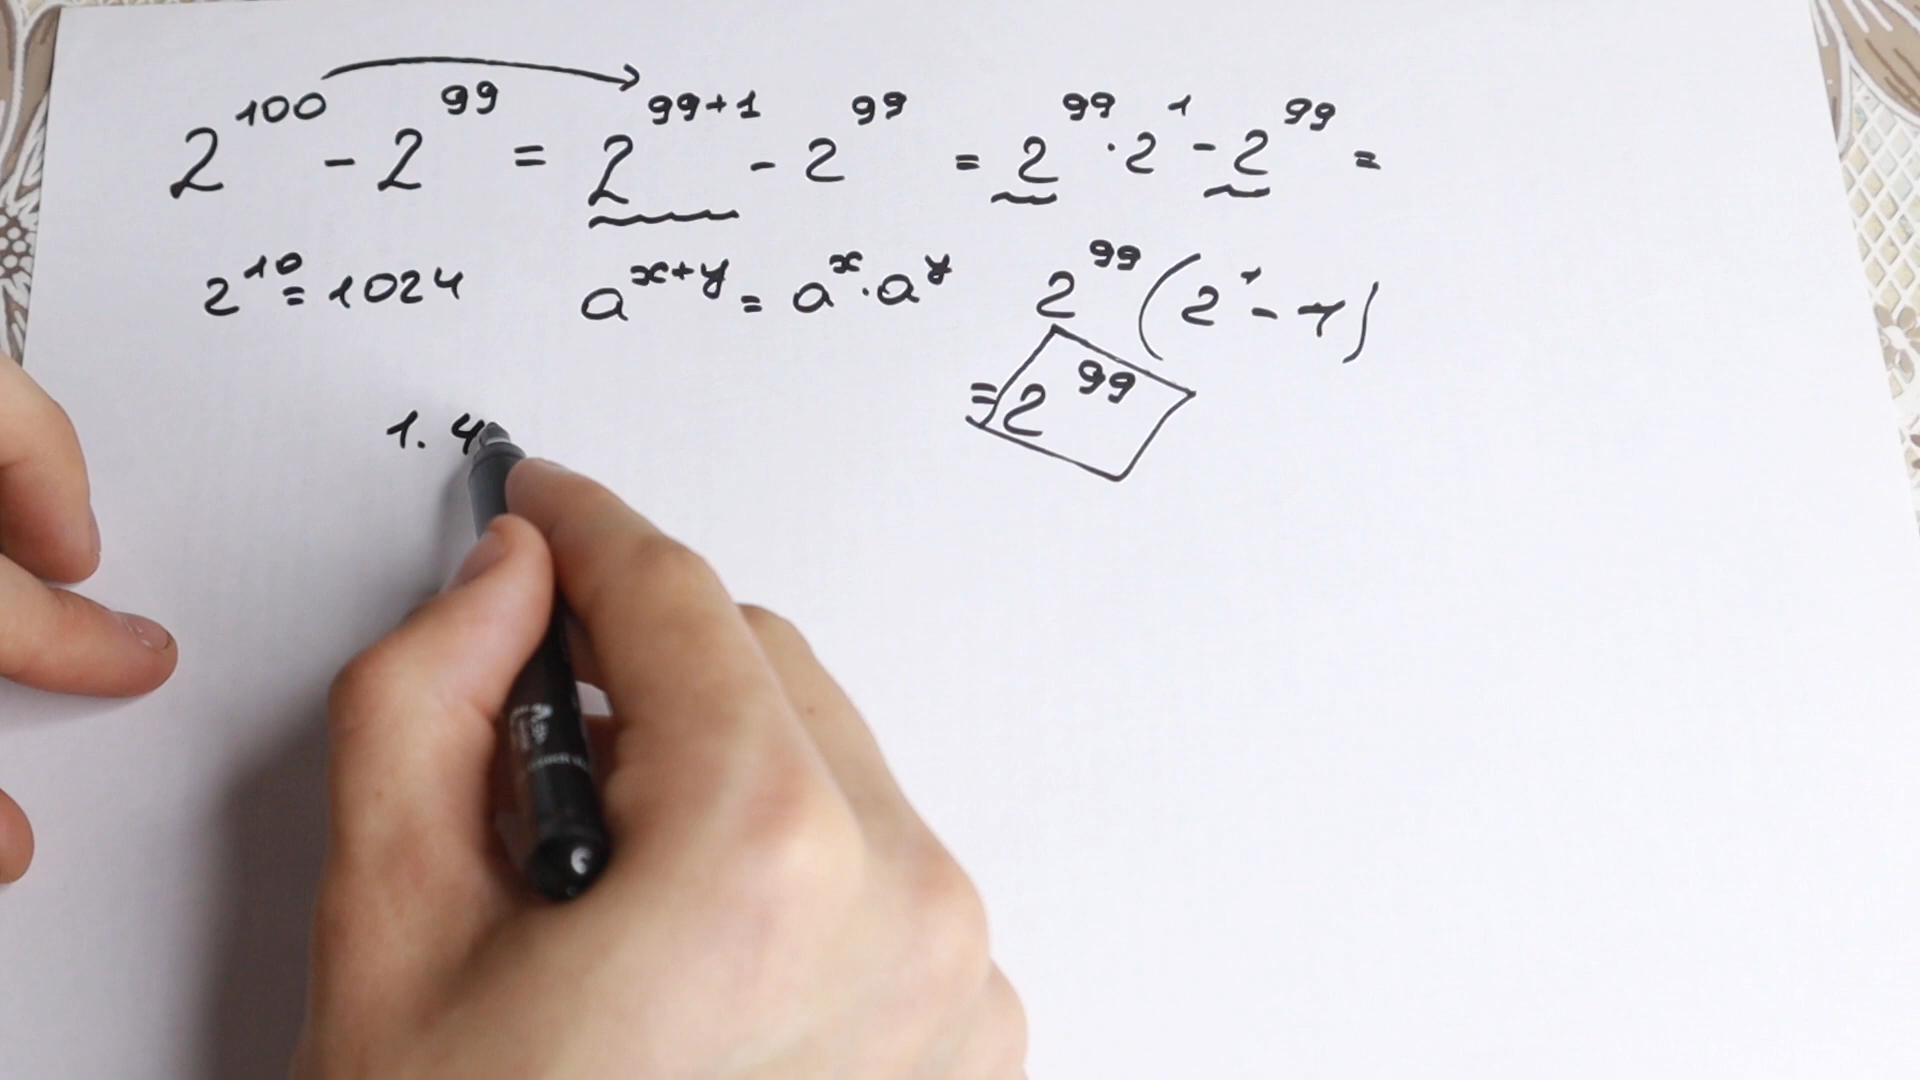 2^100 - 2^99 = 2^99+1 - 2^99 = 2^99 · 2^1 - 2^99 =
2^10 = 1024
a^x+y = a^x · a^y
2^99 (2^1 - 1)
= 2^99
1. 4